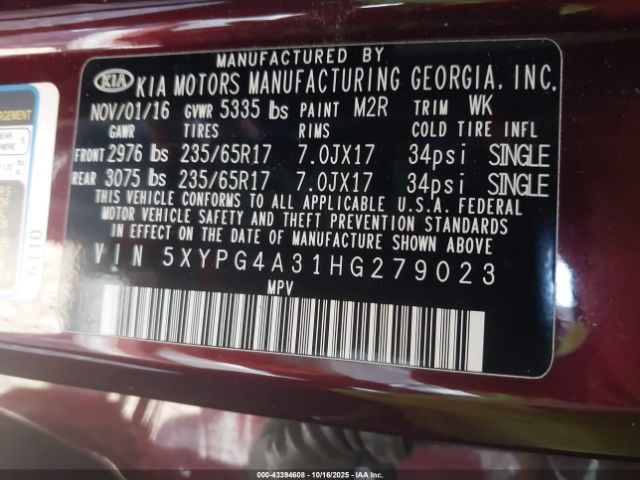 MANUFACTURED BY
KIA KIA MOTORS MANUFACTURING GEORGIA, INC.
NOV/01/16 GVWR 5335 lbs PAINT M2R TRIM WK
GAWR TIRES RIMS COLD TIRE INFL
FRONT 2976 lbs 235/65R17 7.0JX17 34psi SINGLE
REAR 3075 lbs 235/65R17 7.0JX17 34psi SINGLE
THIS VEHICLE CONFORMS TO ALL APPLICABLE U.S.A. FEDERAL
MOTOR VEHICLE SAFETY AND THEFT PREVENTION STANDARDS
IN EFFECT ON THE DATE OF MANUFACTURE SHOWN ABOVE
VIN 5XYPG4A31HG279023
MPV
0119
© 00-43394608 | 10/16/2025 | IAA Inc.